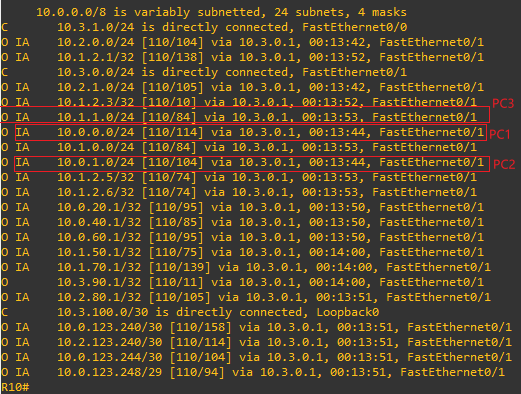 10.0.0.0/8 is variably subnetted, 24 subnets, 4 masks
C 10.3.1.0/24 is directly connected, FastEthernet0/0
O IA 10.2.0.0/24 [110/104] via 10.3.0.1, 00:13:42, FastEthernet0/1
O IA 10.1.2.1/32 [110/138] via 10.3.0.1, 00:13:52, FastEthernet0/1
C 10.3.0.0/24 is directly connected, FastEthernet0/1
O IA 10.2.1.0/24 [110/105] via 10.3.0.1, 00:13:42, FastEthernet0/1
O IA 10.1.2.3/32 [110/10] via 10.3.0.1, 00:13:52, FastEthernet0/1 PC3
O IA 10.1.1.0/24 [110/84] via 10.3.0.1, 00:13:53, FastEthernet0/1
O IA 10.0.0.0/24 [110/114] via 10.3.0.1, 00:13:44, FastEthernet0/1 PC1
O IA 10.1.0.0/24 [110/84] via 10.3.0.1, 00:13:53, FastEthernet0/1
O IA 10.0.1.0/24 [110/104] via 10.3.0.1, 00:13:44, FastEthernet0/1 PC2
O IA 10.1.2.5/32 [110/74] via 10.3.0.1, 00:13:53, FastEthernet0/1
O IA 10.1.2.6/32 [110/74] via 10.3.0.1, 00:13:53, FastEthernet0/1
O IA 10.0.20.1/32 [110/95] via 10.3.0.1, 00:13:50, FastEthernet0/1
O IA 10.0.40.1/32 [110/85] via 10.3.0.1, 00:13:50, FastEthernet0/1
O IA 10.0.60.1/32 [110/95] via 10.3.0.1, 00:13:50, FastEthernet0/1
O IA 10.1.50.1/32 [110/75] via 10.3.0.1, 00:14:00, FastEthernet0/1
O IA 10.1.70.1/32 [110/139] via 10.3.0.1, 00:14:00, FastEthernet0/1
O 10.3.90.1/32 [110/11] via 10.3.0.1, 00:14:00, FastEthernet0/1
O IA 10.2.80.1/32 [110/105] via 10.3.0.1, 00:13:51, FastEthernet0/1
C 10.3.100.0/30 is directly connected, Loopback0
O IA 10.0.123.240/30 [110/158] via 10.3.0.1, 00:13:51, FastEthernet0/1
O IA 10.2.123.240/30 [110/114] via 10.3.0.1, 00:13:51, FastEthernet0/1
O IA 10.0.123.244/30 [110/104] via 10.3.0.1, 00:13:51, FastEthernet0/1
O IA 10.0.123.248/29 [110/94] via 10.3.0.1, 00:13:51, FastEthernet0/1
R10#